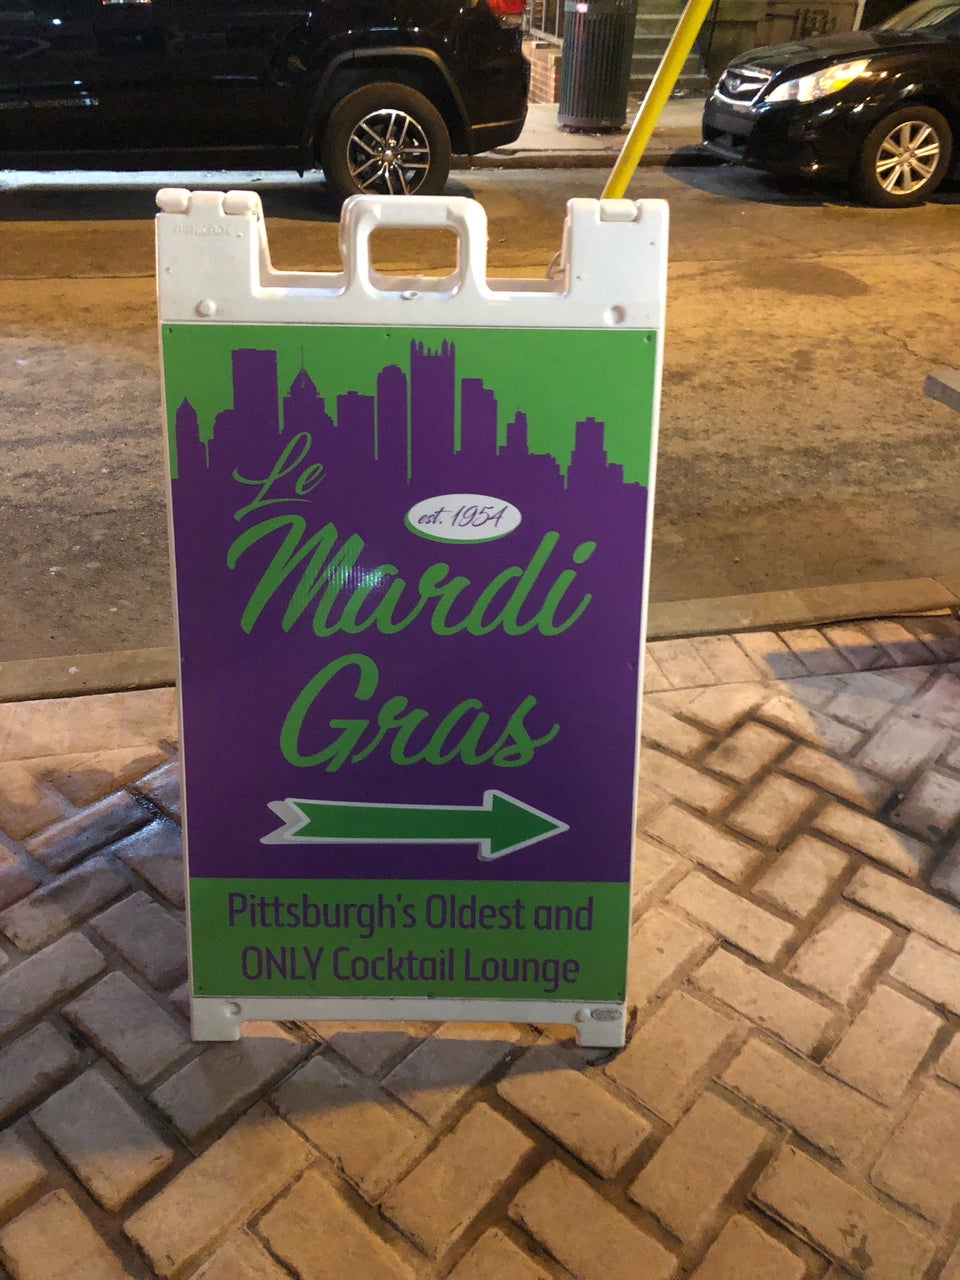 Le
est. 1954
Mardi
Gras
Pittsburgh's Oldest and
ONLY Cocktail Lounge